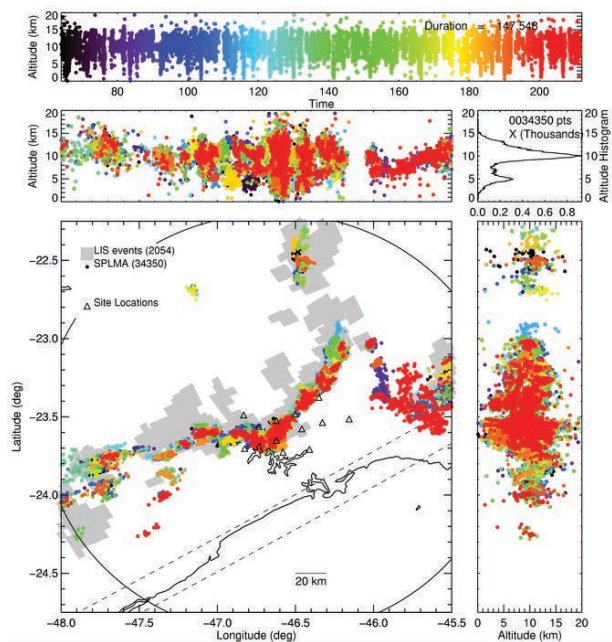 Altitude (km)
20
15
10
5
0
Duration = 147.548
80 100 120 140 160 180 200
Time
Altitude (km)
20
15
10
5
0
0034350 pts
X (Thousands)
20
15
10
5
0
Altitude Histogram
0.0 0.2 0.4 0.6 0.8
LIS events (2054)
SPLMA (34350)
Site Locations
Latitude (deg)
−22.5
−23.0
−23.5
−24.0
−24.5
20 km
−48.0 −47.5 −47.0 −46.5 −46.0 −45.5
Longitude (deg)
0 5 10 15 20
Altitude (km)